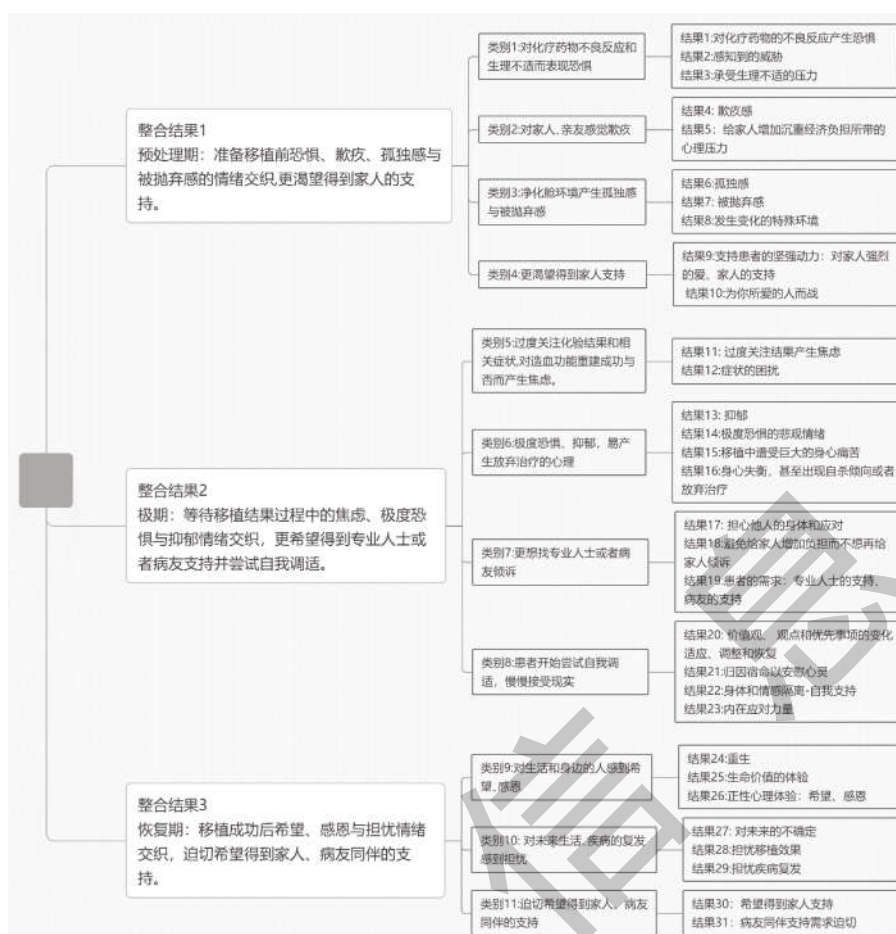 整合结果1
预处理期：准备移植前恐惧、歉疚、孤独感与
被抛弃感的情绪交织,更渴望得到家人的支
持。
类别1:对化疗药物不良反应和
生理不适而表现恐惧
结果1:对化疗药物的不良反应产生恐惧
结果2:感知到的威胁
结果3:承受生理不适的压力
类别2:对家人、亲友感觉歉疚
结果4: 歉疚感
结果5：给家人增加沉重经济负担所带的
心理压力
类别3:净化舱环境产生孤独感
与被抛弃感
结果6:孤独感
结果7: 被抛弃感
结果8:发生变化的特殊环境
类别4:更渴望得到家人支持
结果9:支持患者的坚强动力：对家人强烈
的爱、家人的支持
结果10:为你所爱的人而战
整合结果2
极期：等待移植结果过程中的焦虑、极度恐
惧与抑郁情绪交织，更希望得到专业人士或
者病友支持并尝试自我调适。
类别5:过度关注化验结果和相
关症状,对造血功能重建成功与
否而产生焦虑。
结果11: 过度关注结果产生焦虑
结果12:症状的困扰
类别6:极度恐惧、抑郁，易产
生放弃治疗的心理
结果13: 抑郁
结果14:极度恐惧的悲观情绪
结果15:移植中遭受巨大的身心痛苦
结果16:身心失衡，甚至出现自杀倾向或者
放弃治疗
类别7:更想找专业人士或者病
友倾诉
结果17: 担心他人的身体和应对
结果18:避免给家人增加负担而不想再给
家人倾诉
结果19:患者的需求：专业人士的支持、
病友的支持
类别8:患者开始尝试自我调
适，慢慢接受现实
结果20: 价值观、 观点和优先事项的变化
适应、调整和恢复
结果21:归因宿命以安慰心灵
结果22:身体和情感隔离-自我支持
结果23:内在应对力量
整合结果3
恢复期：移植成功后希望、感恩与担忧情绪
交织，迫切希望得到家人、病友同伴的支
持。
类别9:对生活和身边的人感到希
望、感恩
结果24:重生
结果25:生命价值的体验
结果26:正性心理体验：希望、感恩
类别10: 对未来生活、疾病的复发
感到担忧
结果27: 对未来的不确定
结果28:担忧移植效果
结果29:担忧疾病复发
类别11:迫切希望得到家人、病友
同伴的支持
结果30：希望得到家人支持
结果31：病友同伴支持需求迫切
信息